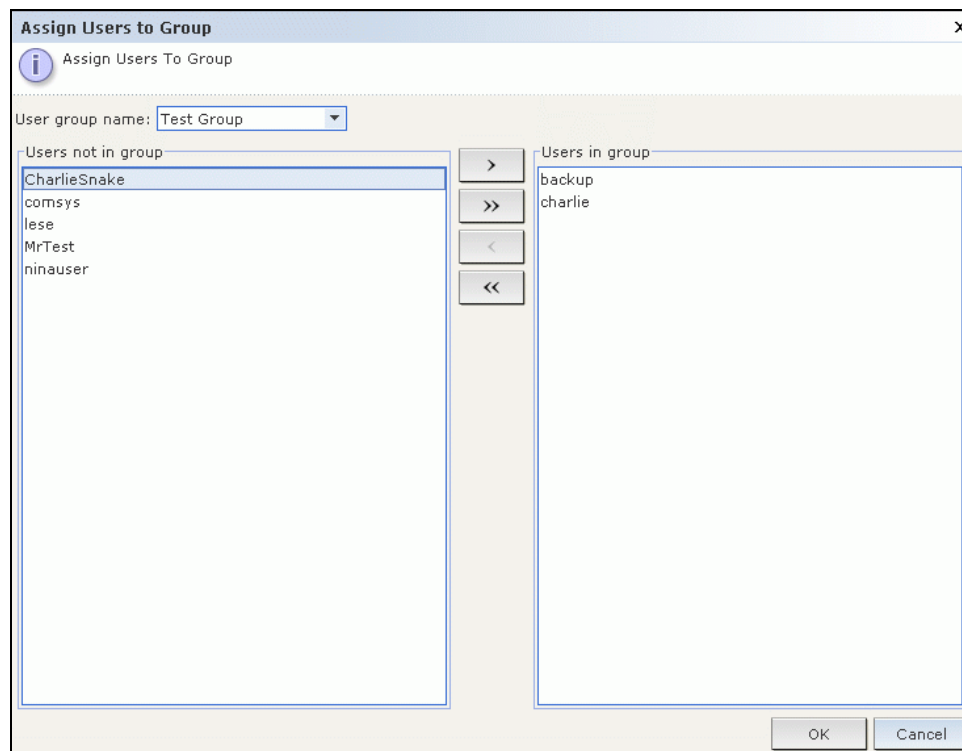 Assign Users to Group
X
i
Assign Users To Group
User group name: Test Group
Users not in group
CharlieSnake
comsys
lese
MrTest
ninauser
>
>>
<
<<
Users in group
backup
charlie
OK
Cancel